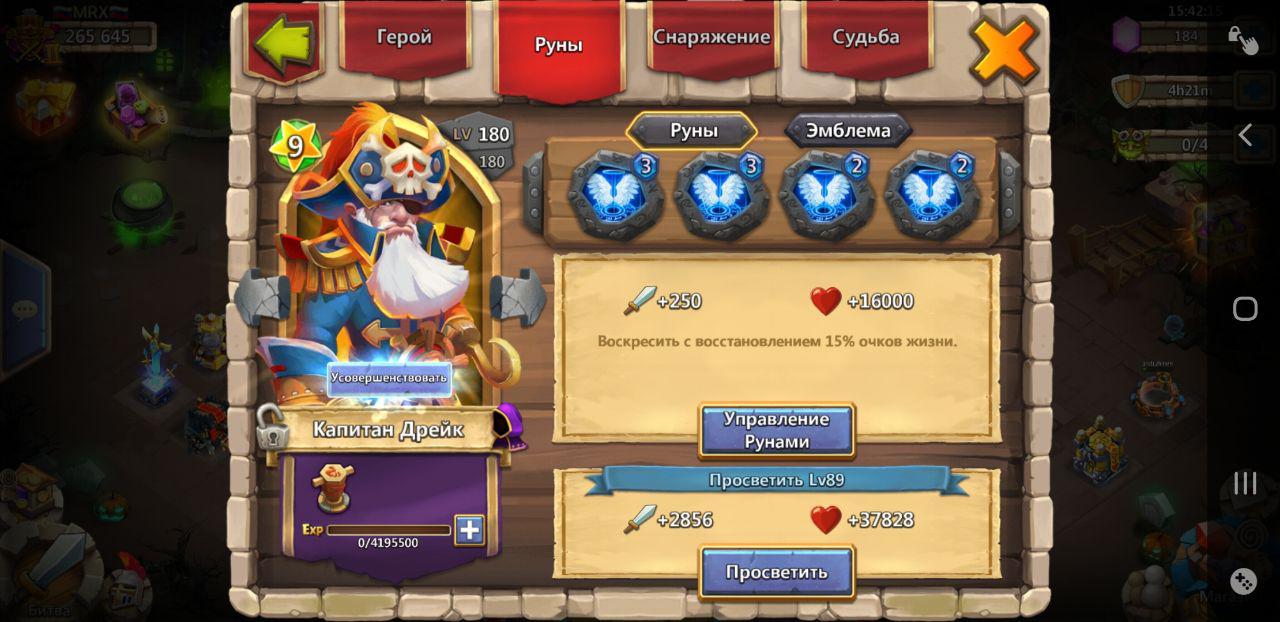 MRX
265 645
15:42:15
184
4h21m
0/4
Герой
Руны
Снаряжение
Судьба
9
LV 180
180
Руны
Эмблема
3
3
2
2
+250
+16000
Воскресить с восстановлением 15% очков жизни.
Усовершенствовать
Управление
Рунами
Капитан Дрейк
Просветить Lv89
+2856
+37828
Exp
0/4195500
Просветить
Битва